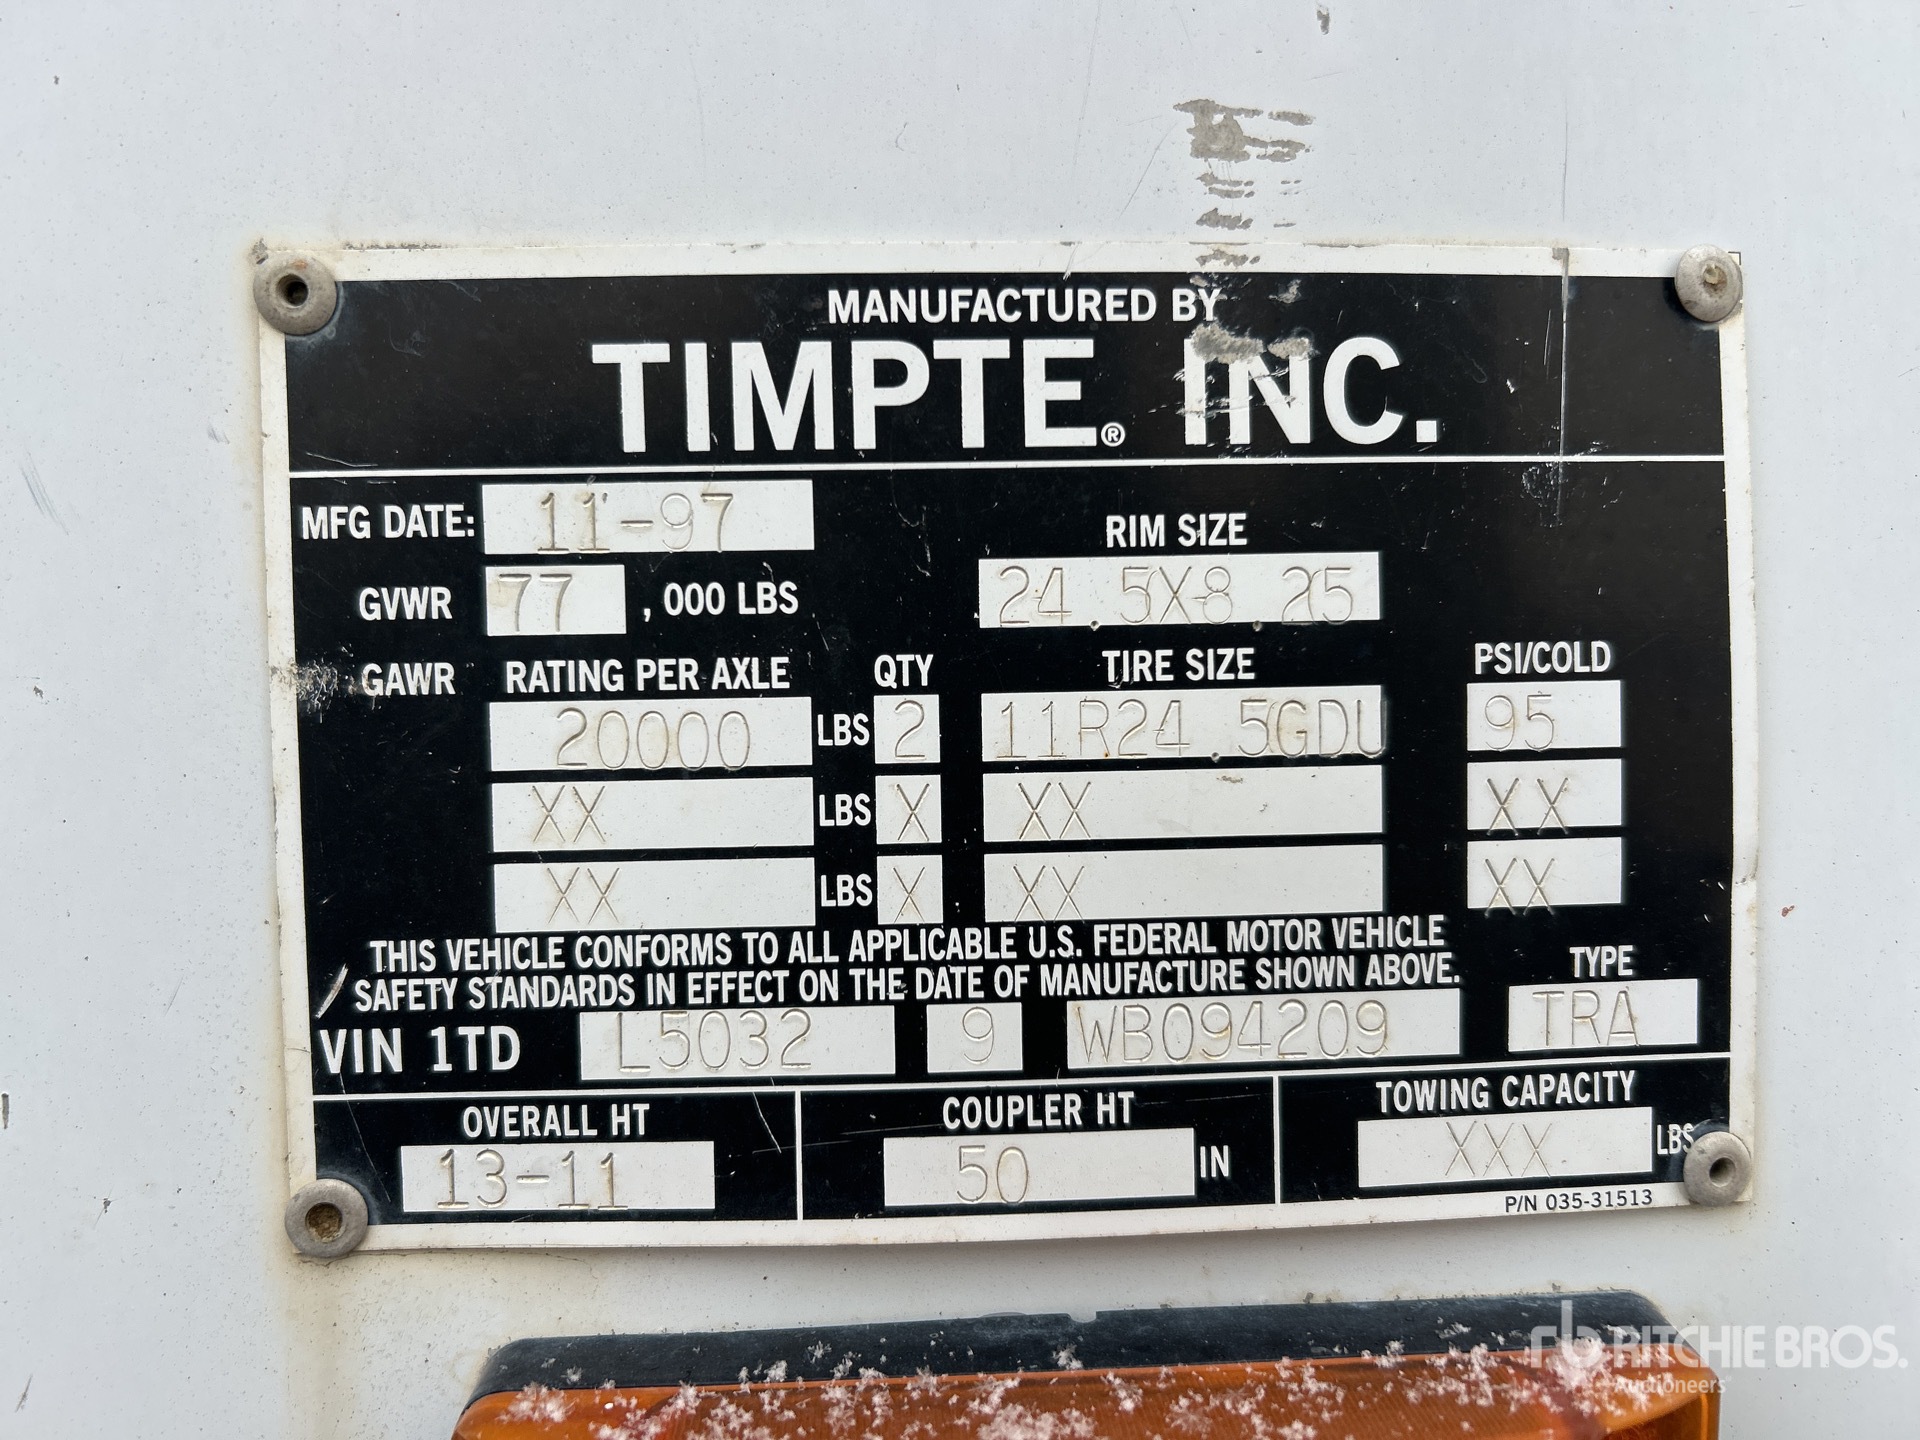 MANUFACTURED BY
TIMPTE® INC.
MFG DATE: 11-97
RIM SIZE
GVWR 77 ,000 LBS 24.5X8.25
GAWR RATING PER AXLE QTY TIRE SIZE PSI/COLD
20000 LBS 2 11R24.5GDU 95
XX LBS X XX XX
XX LBS X XX XX
THIS VEHICLE CONFORMS TO ALL APPLICABLE U.S. FEDERAL MOTOR VEHICLE
SAFETY STANDARDS IN EFFECT ON THE DATE OF MANUFACTURE SHOWN ABOVE.
TYPE
VIN 1TD L5032 9 WB094209 TRA
OVERALL HT COUPLER HT TOWING CAPACITY
13-11 50 IN XXX LBS
P/N 035-31513
rb RITCHIE BROS.
Auctioneers